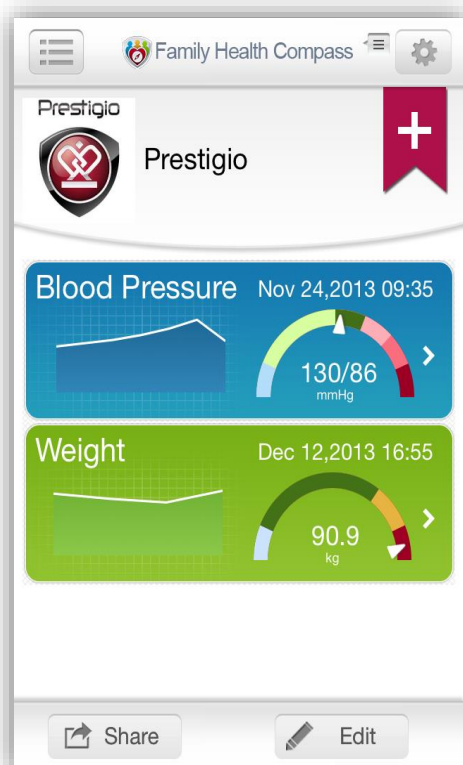 Family Health Compass
Prestigio
Prestigio
Blood Pressure
Nov 24,2013 09:35
130/86
mmHg
Weight
Dec 12,2013 16:55
90.9
kg
Share
Edit